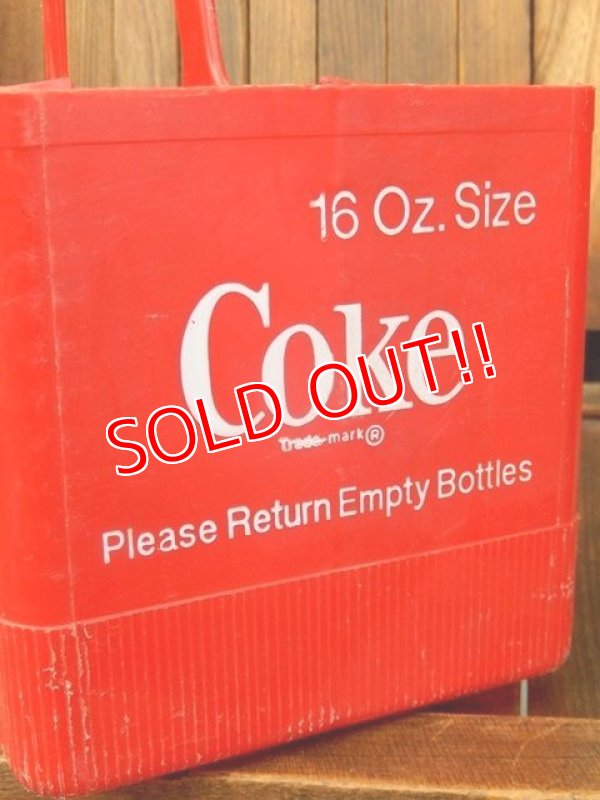 16 Oz. Size
Coke
SOLD OUT!!
Trade-mark®
Please Return Empty Bottles